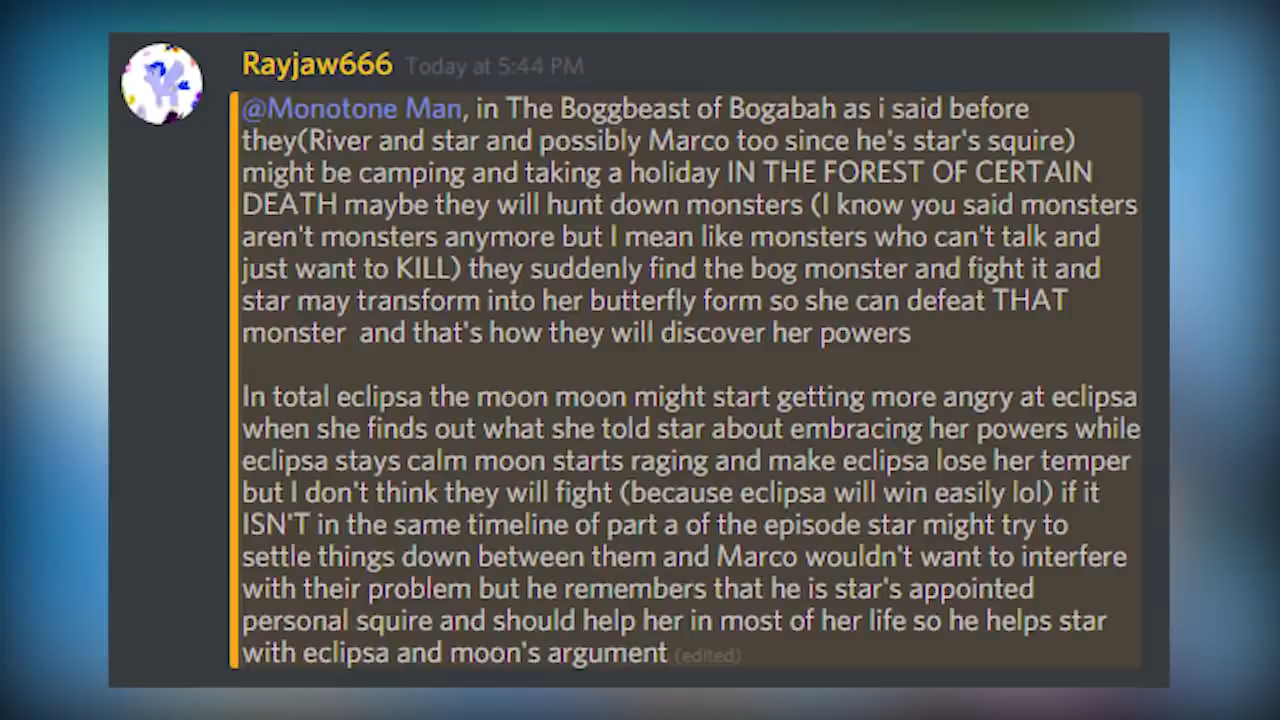 Rayjaw666 Today at 5:44 PM
@Monotone Man, in The Boggbeast of Bogabah as i said before
they(River and star and possibly Marco too since he's star's squire)
might be camping and taking a holiday IN THE FOREST OF CERTAIN
DEATH maybe they will hunt down monsters (I know you said monsters
aren't monsters anymore but I mean like monsters who can't talk and
just want to KILL) they suddenly find the bog monster and fight it and
star may transform into her butterfly form so she can defeat THAT
monster  and that's how they will discover her powers
In total eclipsa the moon moon might start getting more angry at eclipsa
when she finds out what she told star about embracing her powers while
eclipsa stays calm moon starts raging and make eclipsa lose her temper
but I don't think they will fight (because eclipsa will win easily lol) if it
ISN'T in the same timeline of part a of the episode star might try to
settle things down between them and Marco wouldn't want to interfere
with their problem but he remembers that he is star's appointed
personal squire and should help her in most of her life so he helps star
with eclipsa and moon's argument (edited)